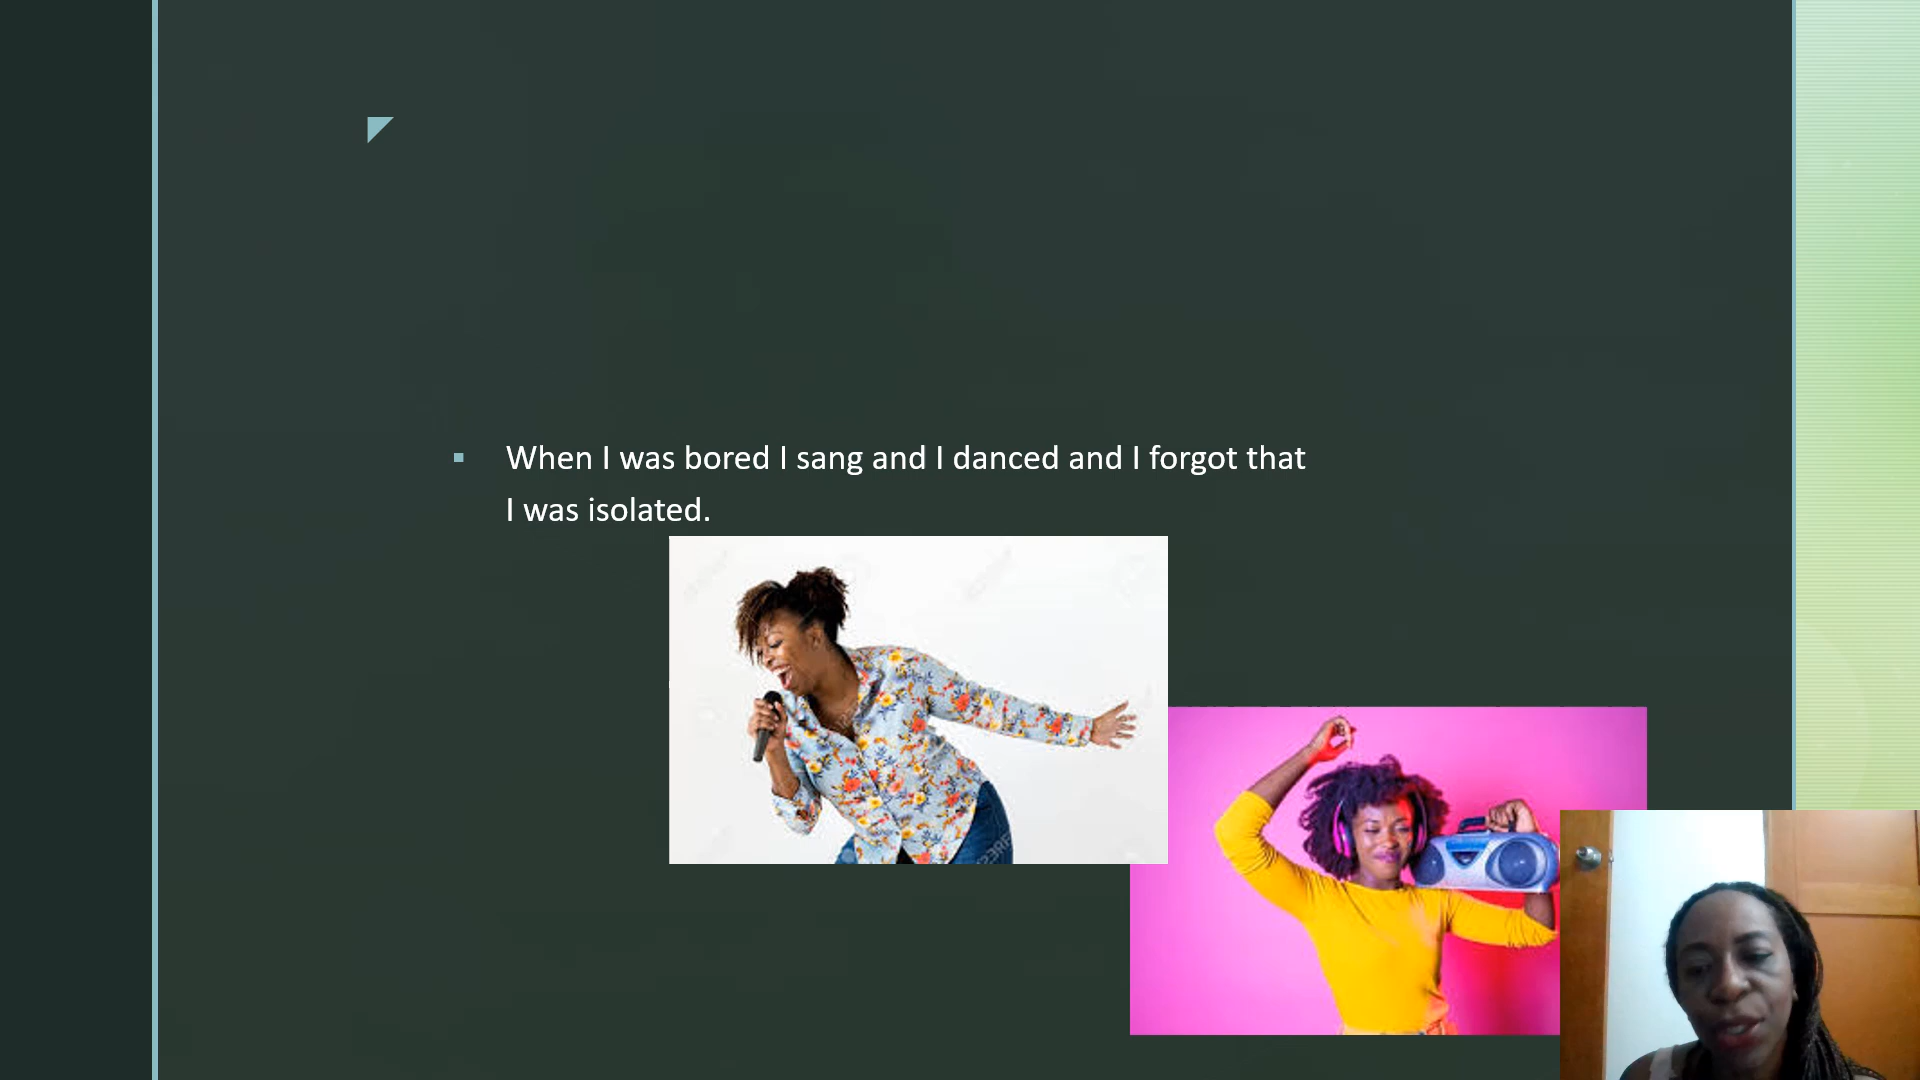 When I was bored I sang and I danced and I forgot that
I was isolated.